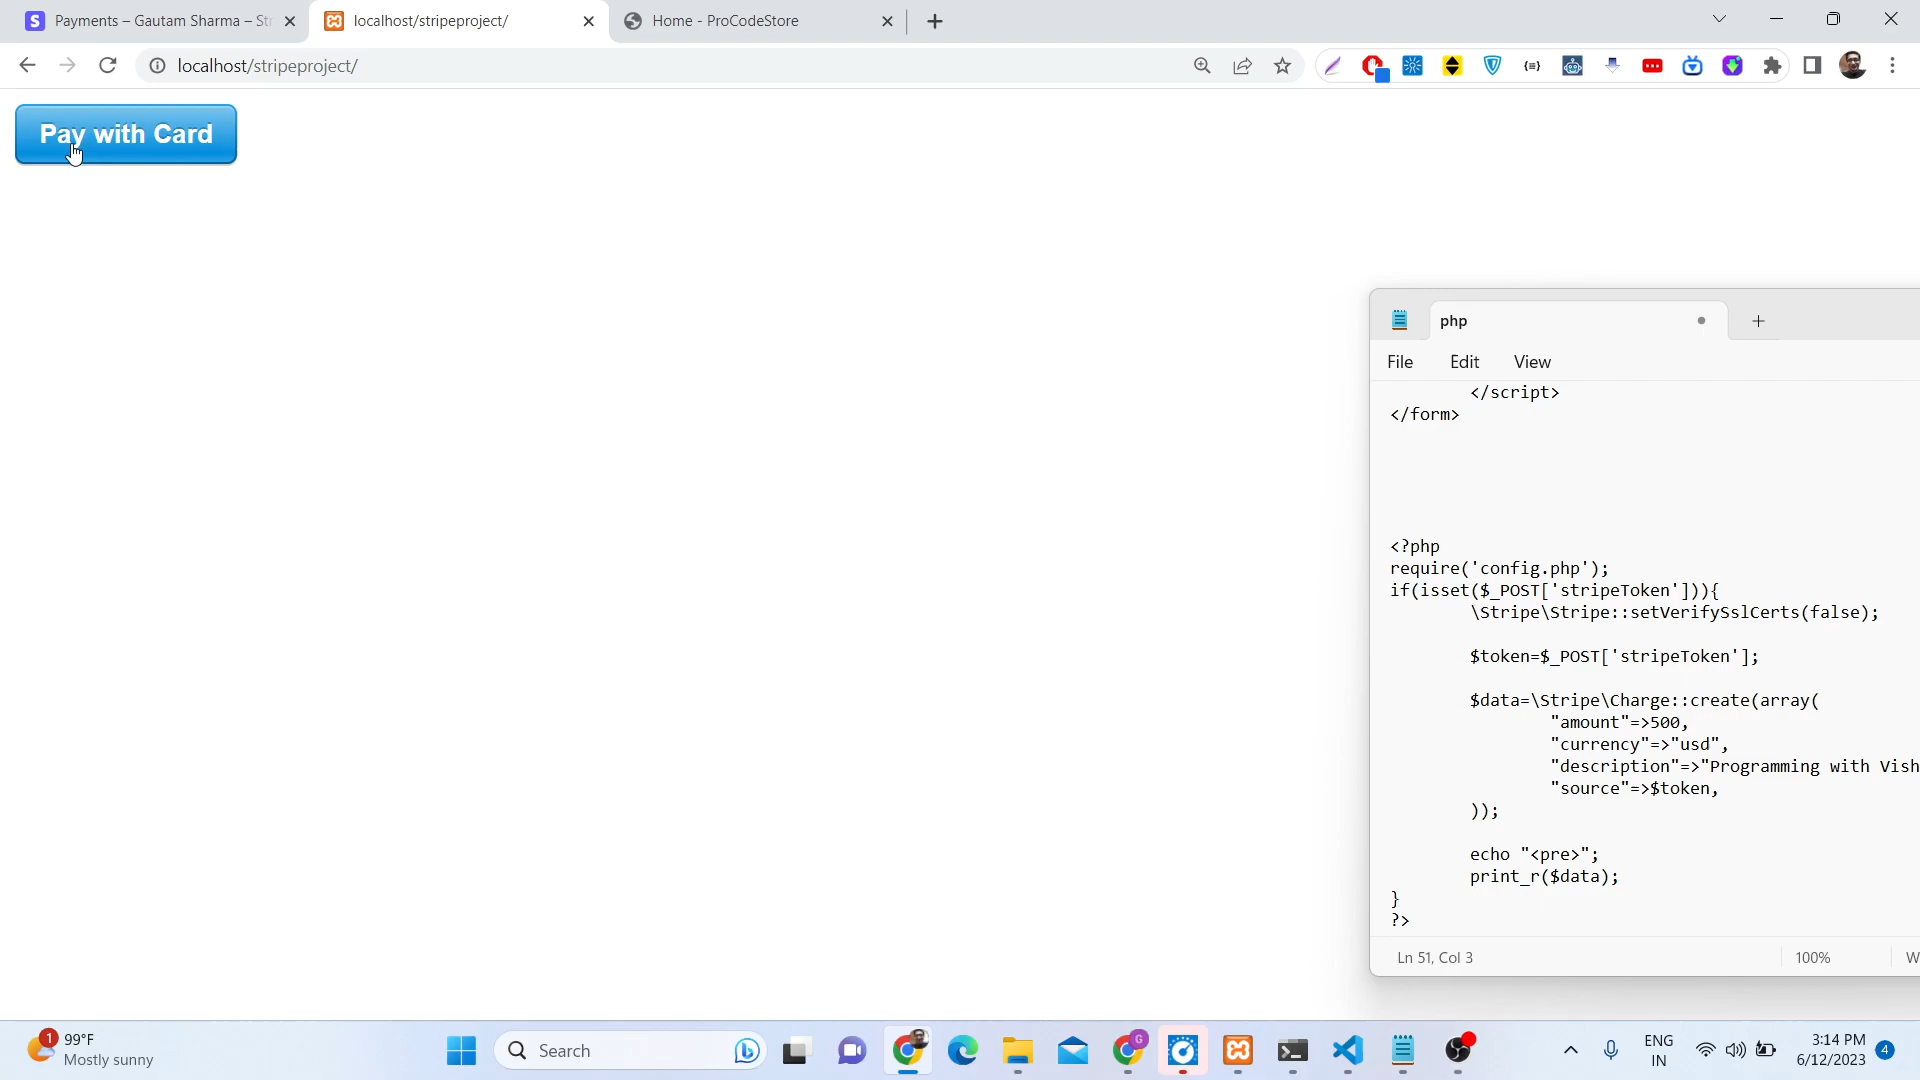 Payments – Gautam Sharma – St
localhost/stripeproject/
Home - ProCodeStore
localhost/stripeproject/
Pay with Card
php
File Edit View
</script>
</form>
<?php
require('config.php');
if(isset($_POST['stripeToken'])){
\Stripe\Stripe::setVerifySslCerts(false);
$token=$_POST['stripeToken'];
$data=\Stripe\Charge::create(array(
"amount"=>500,
"currency"=>"usd",
"description"=>"Programming with Vish
"source"=>$token,
));
echo "<pre>";
print_r($data);
}
?>
Ln 51, Col 3
100%
W
1
99°F
Mostly sunny
Search
G
ENG
IN
3:14 PM
6/12/2023
4